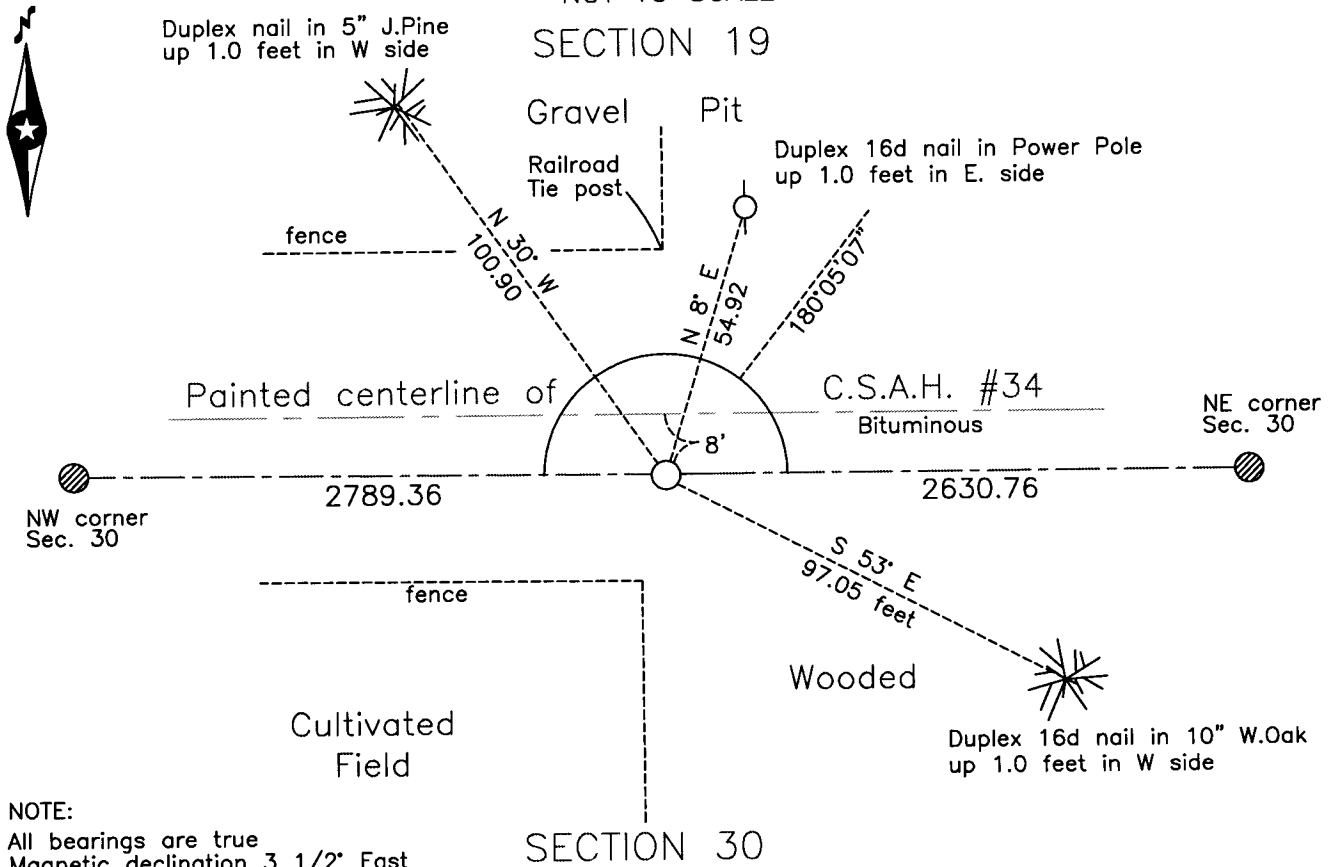 NOT TO SCALE
N
Duplex nail in 5" J.Pine
up 1.0 feet in W side
SECTION 19
Gravel Pit
Railroad
Tie post
Duplex 16d nail in Power Pole
up 1.0 feet in E. side
fence
N 30° W
100.90
N 8° E
54.92
180°05'07"
Painted centerline of C.S.A.H. #34
Bituminous
8'
NE corner
Sec. 30
2789.36
2630.76
NW corner
Sec. 30
S 53° E
97.05 feet
fence
Wooded
Cultivated
Field
Duplex 16d nail in 10" W.Oak
up 1.0 feet in W side
NOTE:
All bearings are true
Magnetic declination 3 1/2° East
SECTION 30